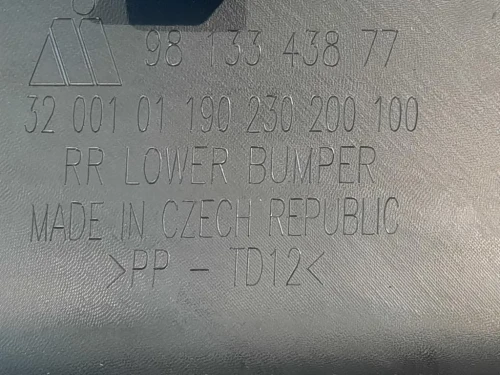 98 133 438 77
32 001 01 190 230 200 100
RR LOWER BUMPER
MADE IN CZECH REPUBLIC
>PP - TD12<